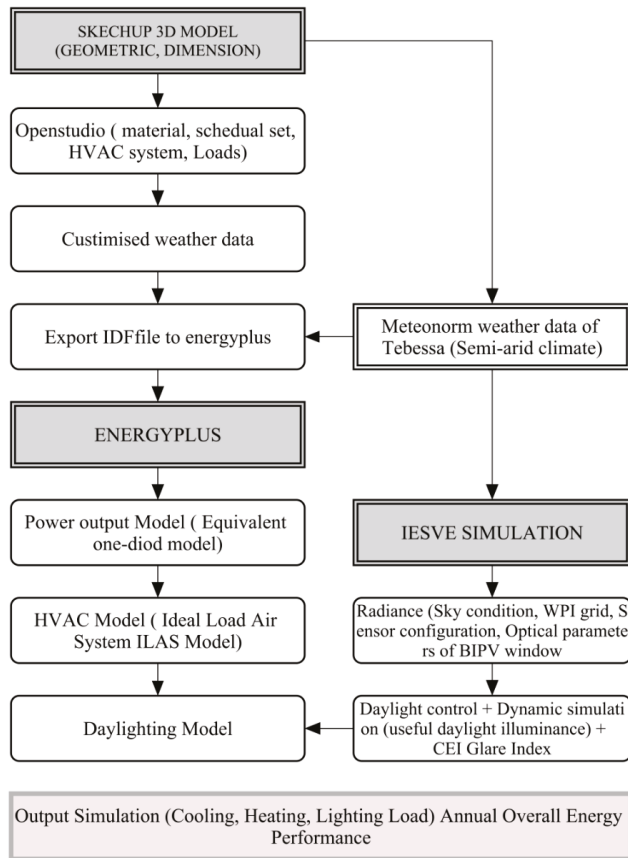 SKECHUP 3D MODEL
(GEOMETRIC, DIMENSION)
Openstudio ( material, schedual set,
HVAC system, Loads)
Custimised weather data
Export IDFfile to energyplus
Meteonorm weather data of
Tebessa (Semi-arid climate)
ENERGYPLUS
Power output Model ( Equivalent
one-diod model)
IESVE SIMULATION
HVAC Model ( Ideal Load Air
System ILAS Model)
Radiance (Sky condition, WPI grid, S
ensor configuration, Optical paramete
rs of BIPV window
Daylighting Model
Daylight control + Dynamic simulati
on (useful daylight illuminance) +
CEI Glare Index
Output Simulation (Cooling, Heating, Lighting Load) Annual Overall Energy
Performance